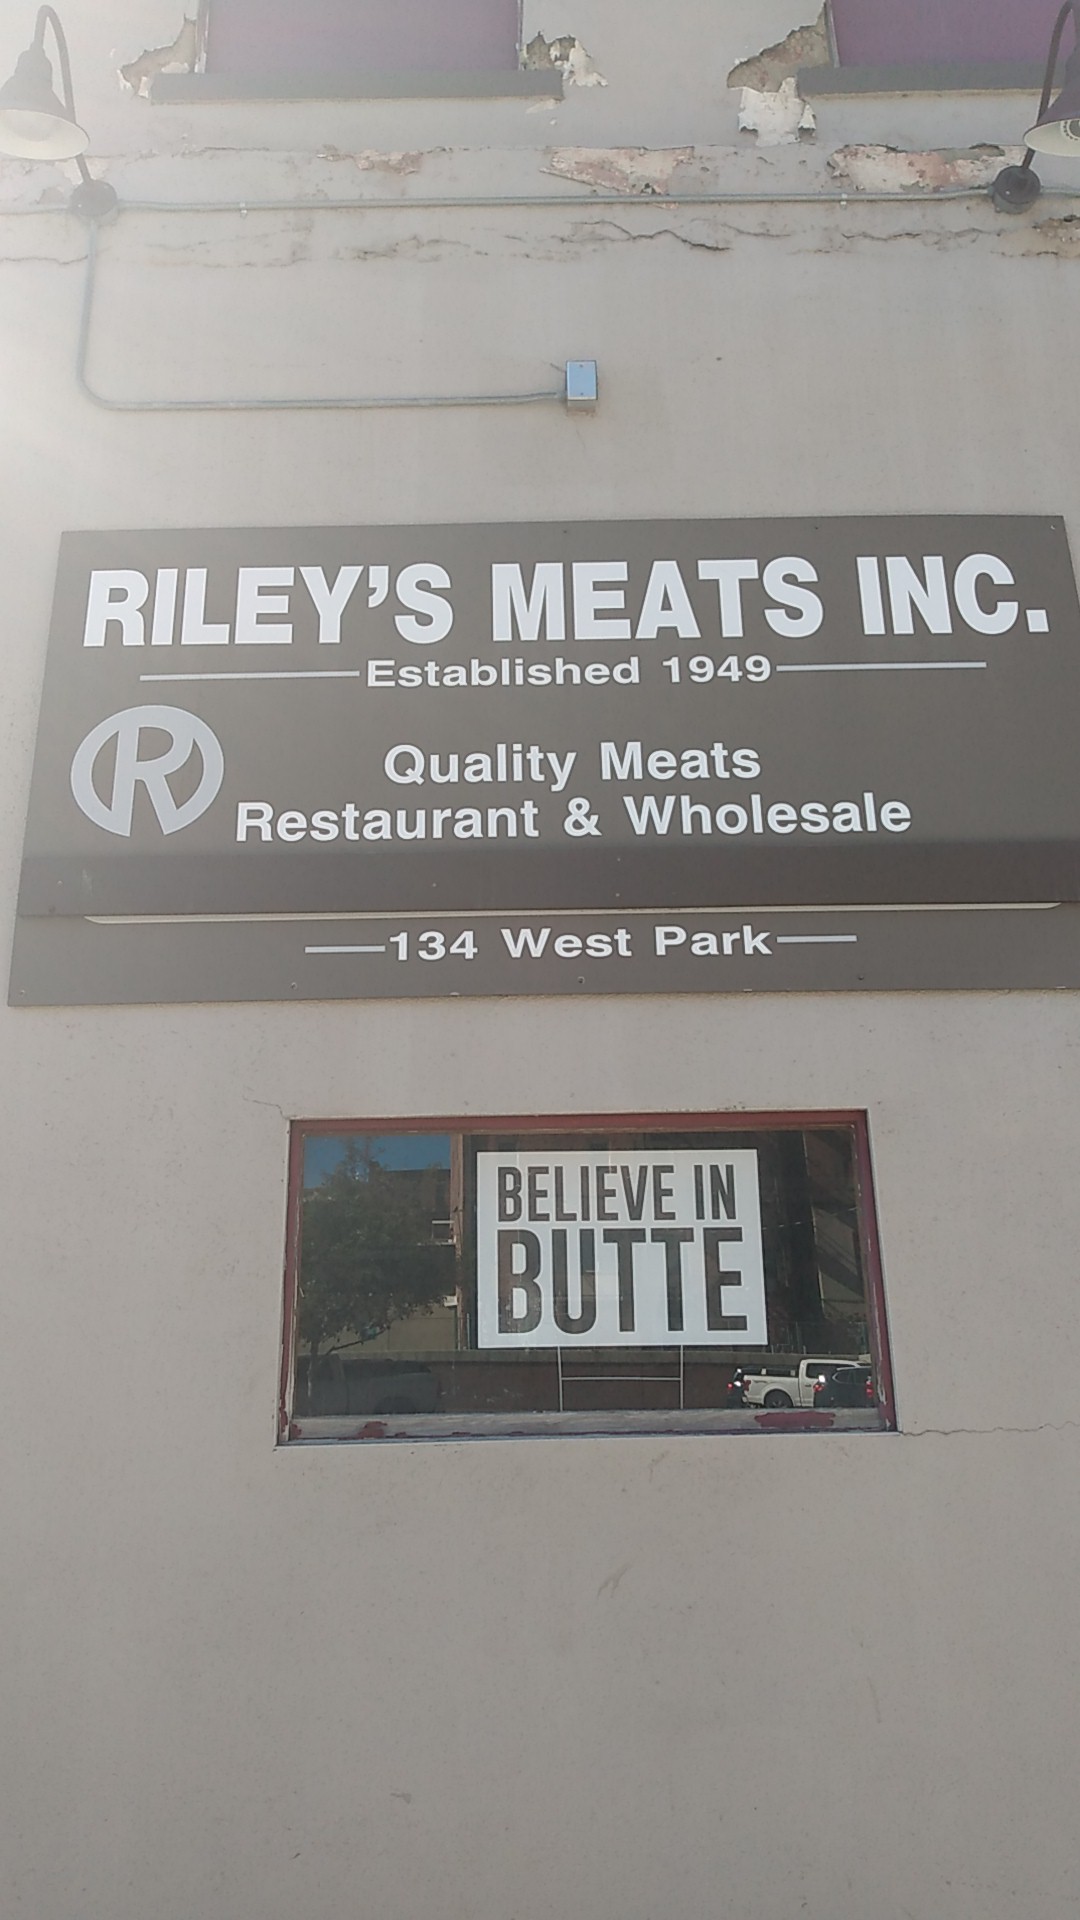 RILEY'S MEATS INC.
Established 1949
R
Quality Meats
Restaurant & Wholesale
134 West Park
BELIEVE IN
BUTTE